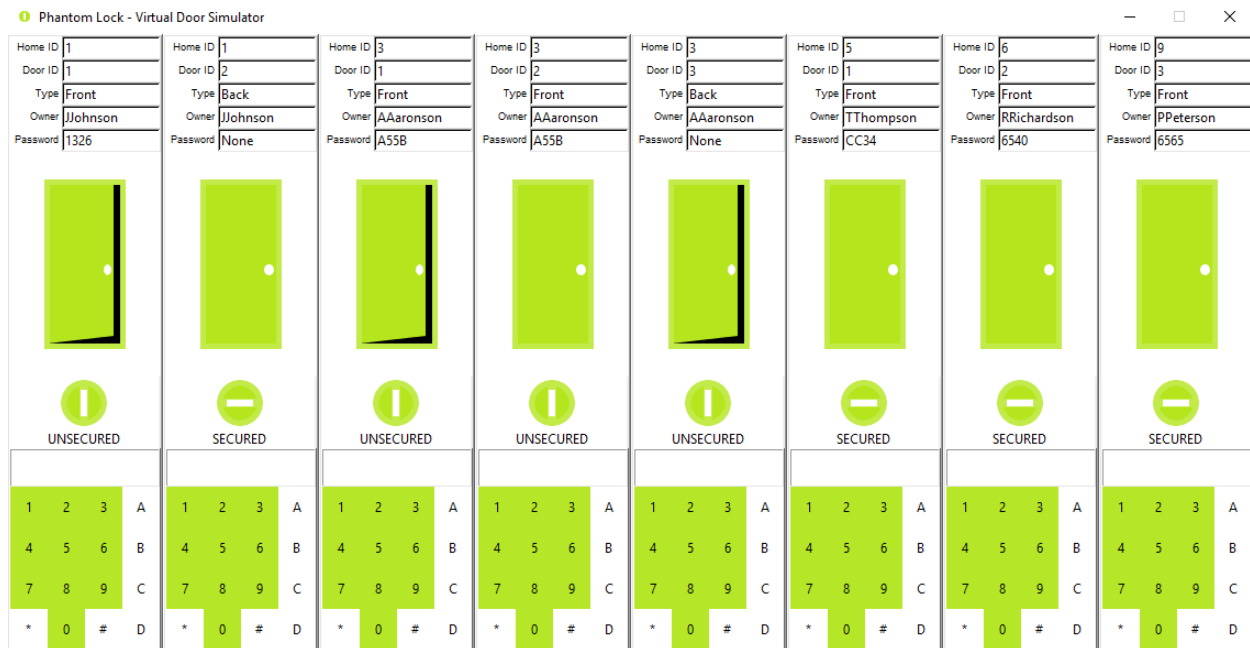 Phantom Lock - Virtual Door Simulator
Home ID 1 Home ID 1 Home ID 3 Home ID 3 Home ID 3 Home ID 5 Home ID 6 Home ID 9
Door ID 1 Door ID 2 Door ID 1 Door ID 2 Door ID 3 Door ID 1 Door ID 2 Door ID 3
Type Front Type Back Type Front Type Front Type Back Type Front Type Front Type Front
Owner JJohnson Owner JJohnson Owner AAaronson Owner AAaronson Owner AAaronson Owner TThompson Owner RRichardson Owner PPeterson
Password 1326 Password None Password A55B Password A55B Password None Password CC34 Password 6540 Password 6565
UNSECURED SECURED UNSECURED UNSECURED UNSECURED SECURED SECURED SECURED
1 2 3 A 1 2 3 A 1 2 3 A 1 2 3 A 1 2 3 A 1 2 3 A 1 2 3 A 1 2 3 A
4 5 6 B 4 5 6 B 4 5 6 B 4 5 6 B 4 5 6 B 4 5 6 B 4 5 6 B 4 5 6 B
7 8 9 C 7 8 9 C 7 8 9 C 7 8 9 C 7 8 9 C 7 8 9 C 7 8 9 C 7 8 9 C
* 0 # D * 0 # D * 0 # D * 0 # D * 0 # D * 0 # D * 0 # D * 0 # D